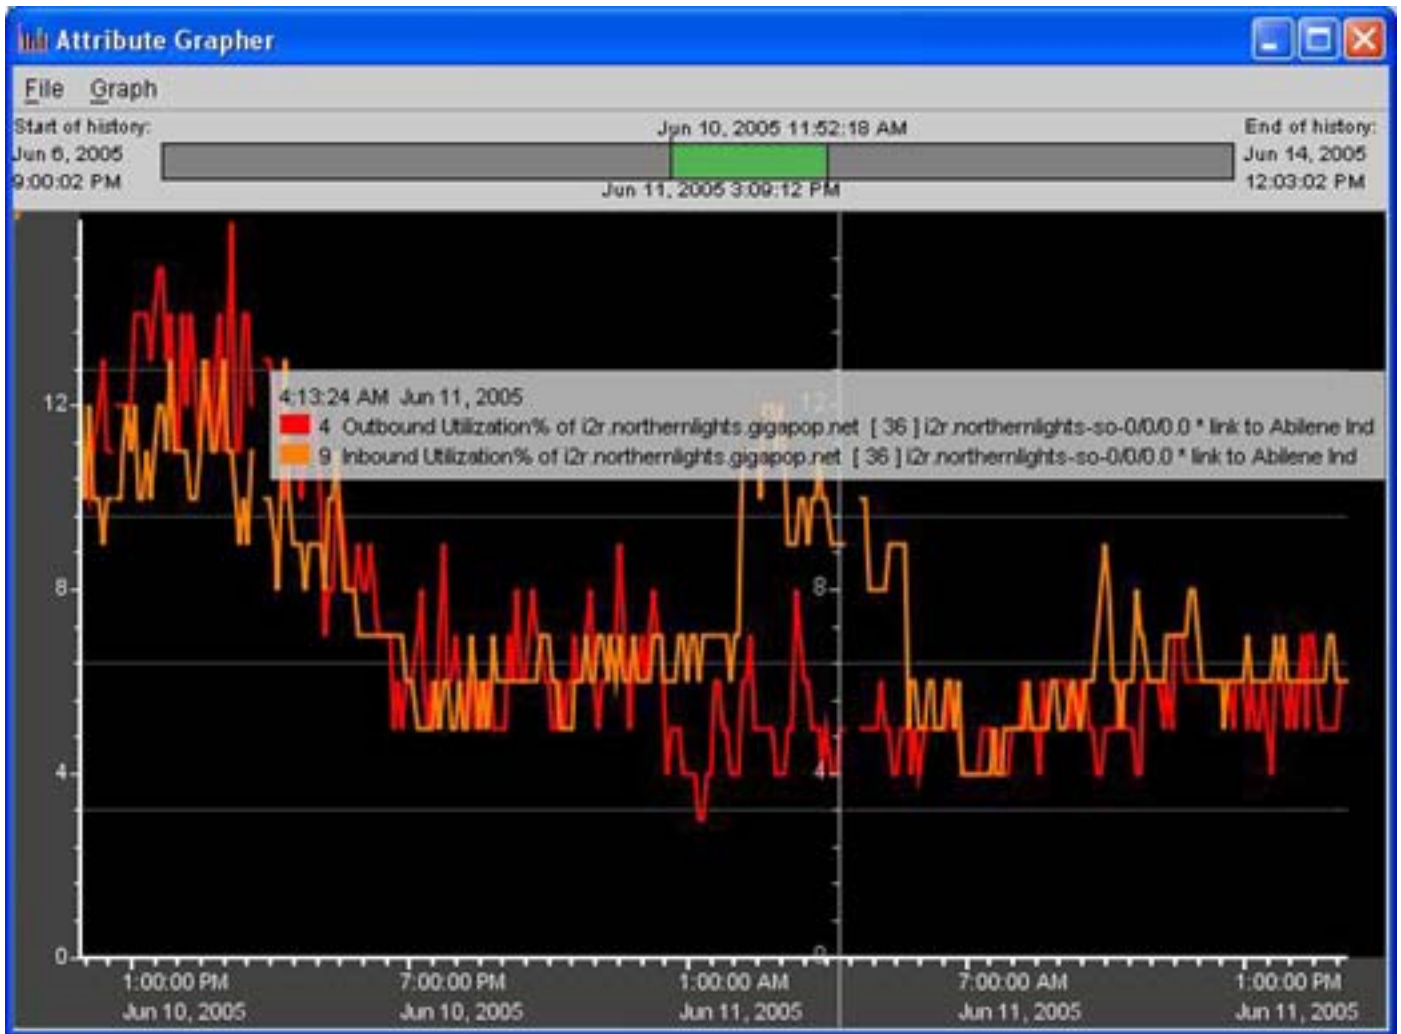 Attribute Grapher
File Graph
Start of history:
Jun 6, 2005
9:00:02 PM
Jun 10, 2005 11:52:18 AM
Jun 11, 2005 3:09:12 PM
End of history:
Jun 14, 2005
12:03:02 PM
4:13:24 AM Jun 11, 2005
4 Outbound Utilization% of i2r.northernlights.gigapop.net [ 36 ] i2r.northernlights-so-0/0/0.0 * link to Abilene Ind
9 Inbound Utilization% of i2r.northernlights.gigapop.net [ 36 ] i2r.northernlights-so-0/0/0.0 * link to Abilene Ind
12
8
4
0
12
8
4
0
1:00:00 PM
Jun 10, 2005
7:00:00 PM
Jun 10, 2005
1:00:00 AM
Jun 11, 2005
7:00:00 AM
Jun 11, 2005
1:00:00 PM
Jun 11, 2005